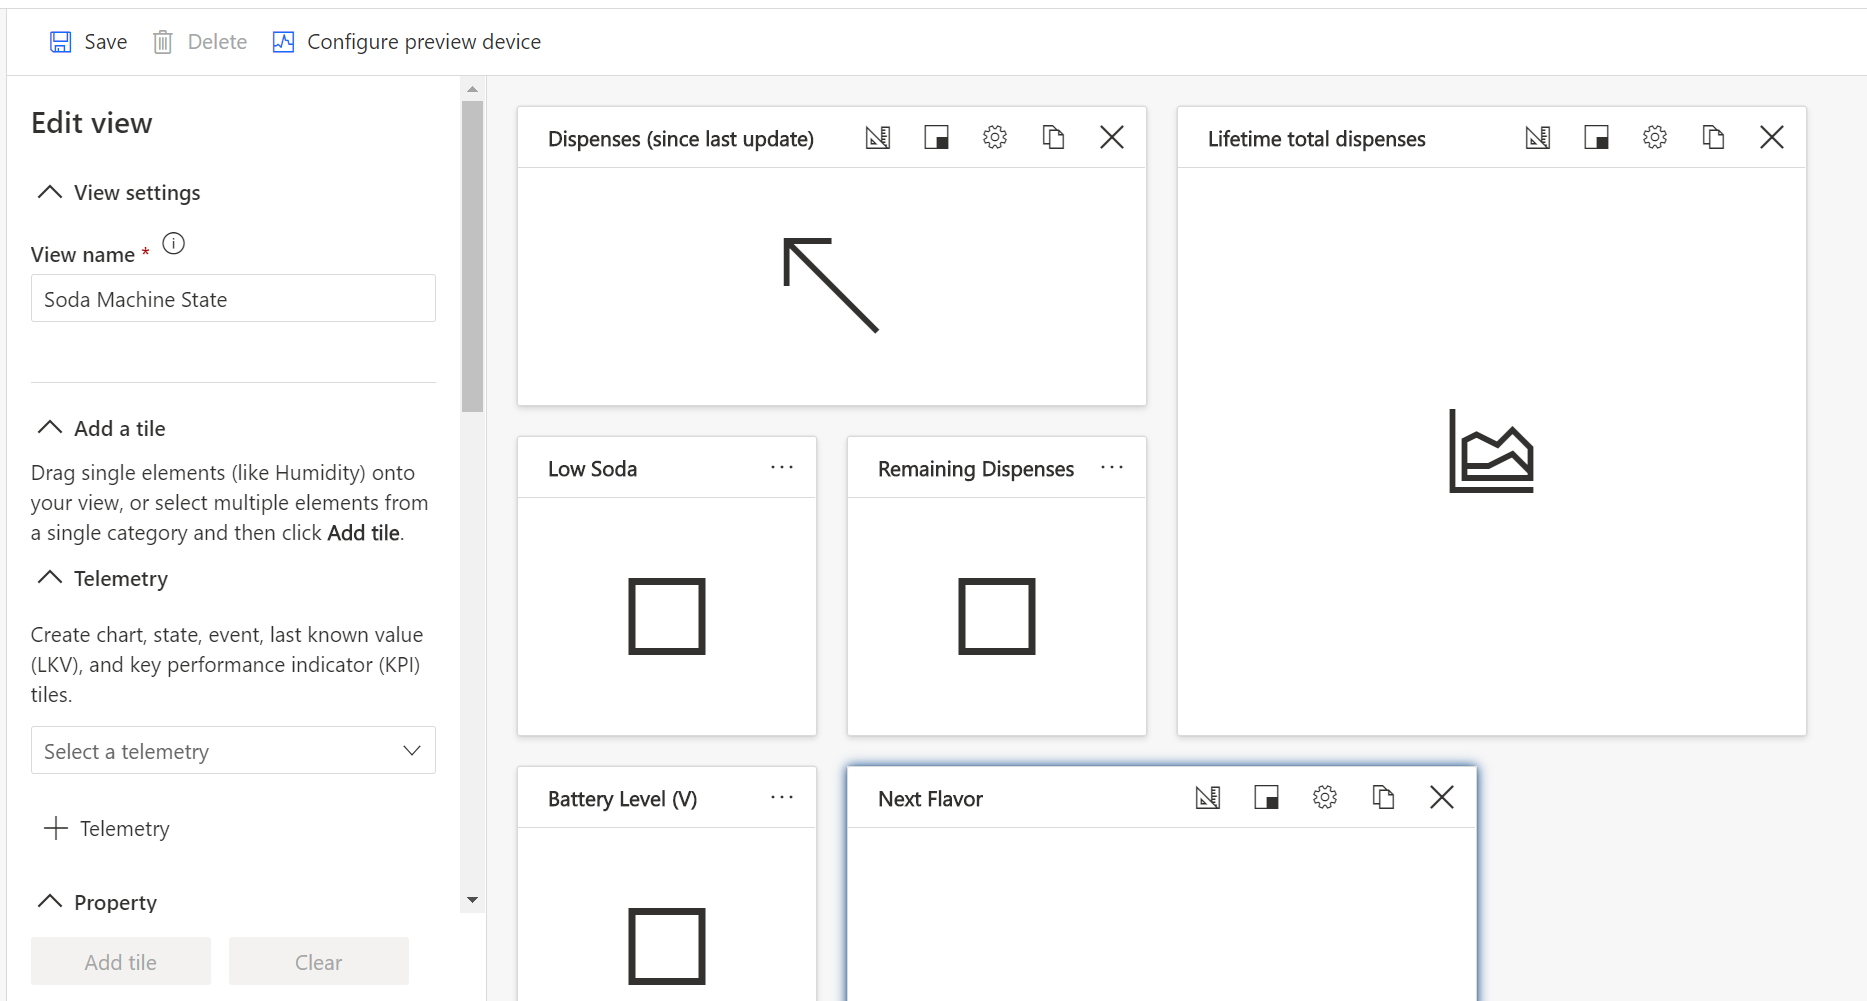 Save
Delete
Configure preview device
Edit view
View settings
View name *
Soda Machine State
Add a tile
Drag single elements (like Humidity) onto
your view, or select multiple elements from
a single category and then click Add tile.
Telemetry
Create chart, state, event, last known value
(LKV), and key performance indicator (KPI)
tiles.
Select a telemetry
Telemetry
Property
Add tile
Clear
Dispenses (since last update)
Lifetime total dispenses
Low Soda
Remaining Dispenses
Battery Level (V)
Next Flavor